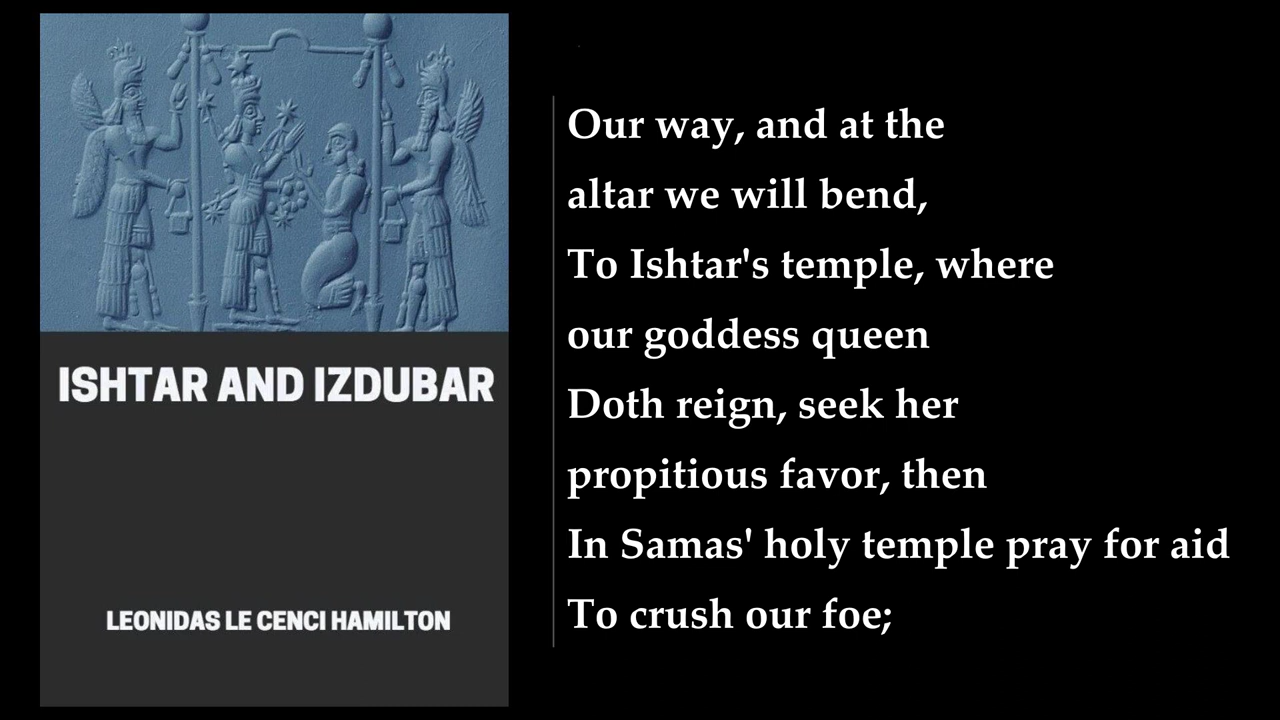 ISHTAR AND IZDUBAR
LEONIDAS LE CENCI HAMILTON
Our way, and at the
altar we will bend,
To Ishtar's temple, where
our goddess queen
Doth reign, seek her
propitious favor, then
In Samas' holy temple pray for aid
To crush our foe;